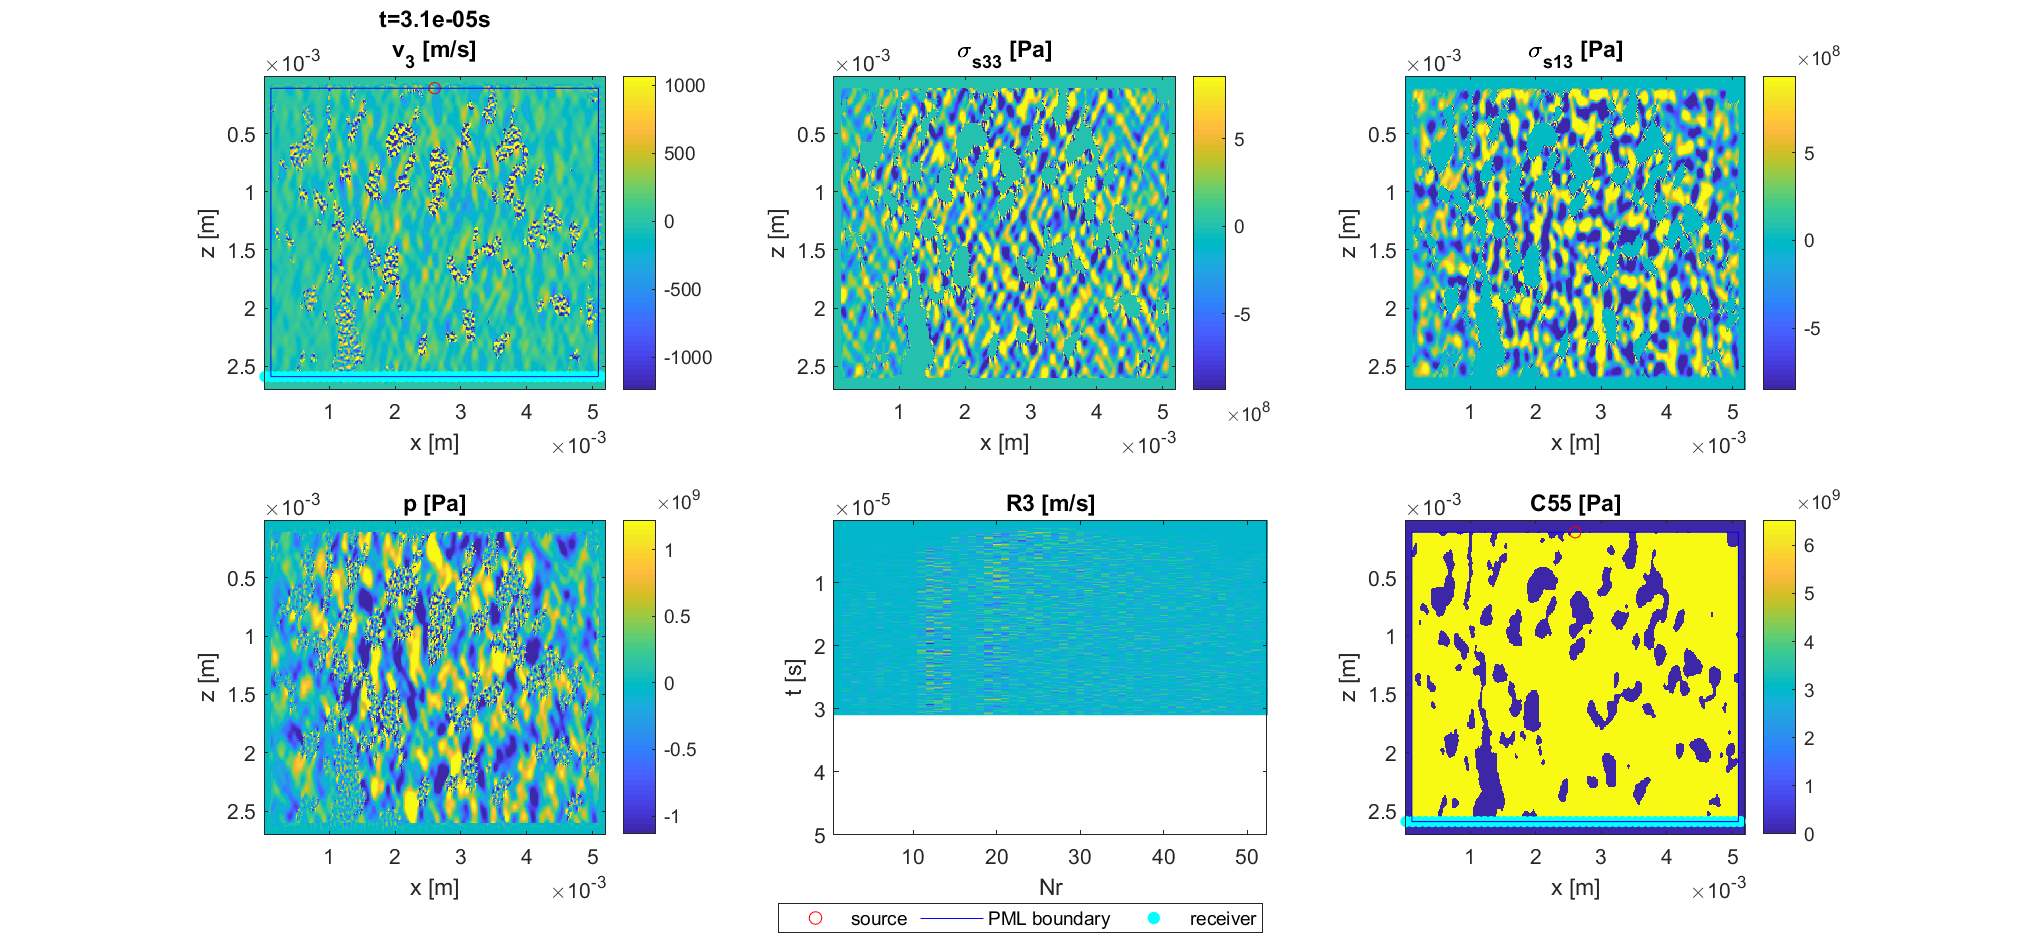 t=3.1e-05s
v3 [m/s]
×10-3
0.5
1
1.5
2
2.5
z [m]
1 2 3 4 5
x [m]
×10-3
1000
500
0
-500
-1000
σs33 [Pa]
×10-3
0.5
1
1.5
2
2.5
z [m]
1 2 3 4 5
x [m]
×10-3
5
0
-5
×108
σs13 [Pa]
×10-3
0.5
1
1.5
2
2.5
z [m]
1 2 3 4 5
x [m]
×10-3
×108
5
0
-5
p [Pa]
×10-3
0.5
1
1.5
2
2.5
z [m]
1 2 3 4 5
x [m]
×10-3
×109
1
0.5
0
-0.5
-1
R3 [m/s]
×10-5
1
2
3
4
5
t [s]
10 20 30 40 50
Nr
C55 [Pa]
×10-3
0.5
1
1.5
2
2.5
z [m]
1 2 3 4 5
x [m]
×10-3
×109
6
5
4
3
2
1
0
source PML boundary receiver